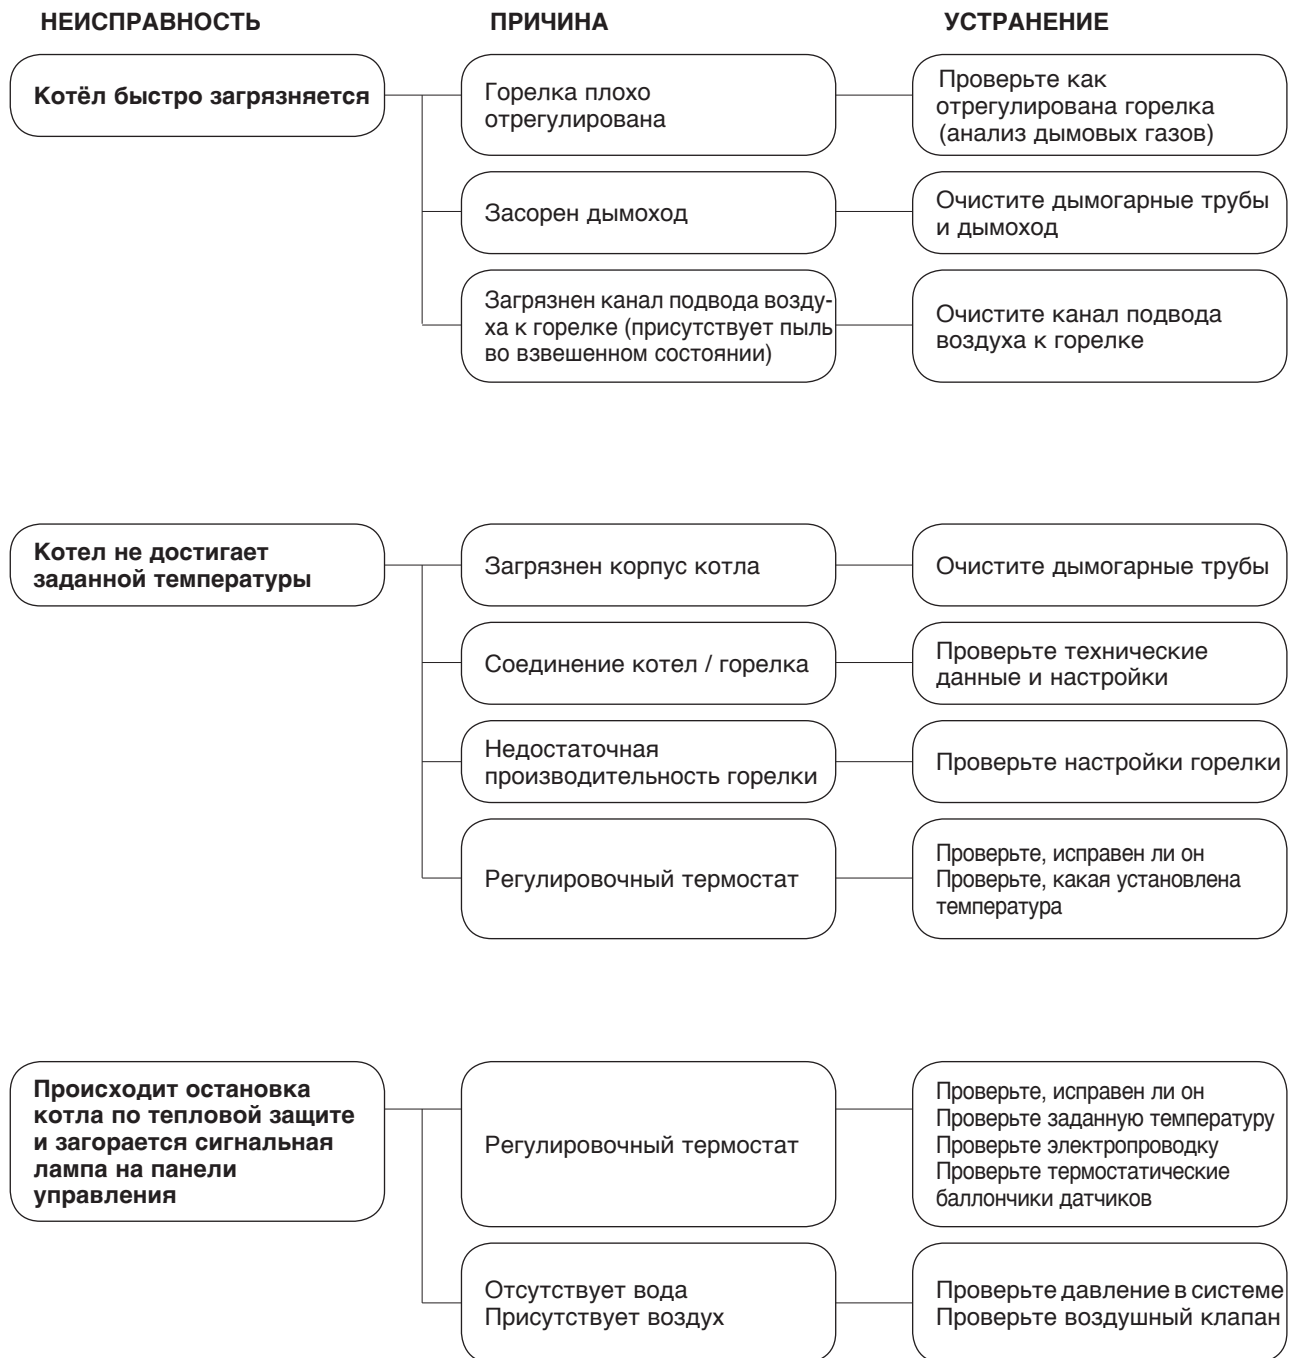 НЕИСПРАВНОСТЬ
ПРИЧИНА
УСТРАНЕНИЕ
Котёл быстро загрязняется
Горелка плохо
отрегулирована
Проверьте как
отрегулирована горелка
(анализ дымовых газов)
Засорен дымоход
Очистите дымогарные трубы
и дымоход
Загрязнен канал подвода возду-
ха к горелке (присутствует пыль
во взвешенном состоянии)
Очистите канал подвода
воздуха к горелке
Котел не достигает
заданной температуры
Загрязнен корпус котла
Очистите дымогарные трубы
Соединение котел / горелка
Проверьте технические
данные и настройки
Недостаточная
производительность горелки
Проверьте настройки горелки
Регулировочный термостат
Проверьте, исправен ли он
Проверьте, какая установлена
температура
Происходит остановка
котла по тепловой защите
и загорается сигнальная
лампа на панели
управления
Регулировочный термостат
Проверьте, исправен ли он
Проверьте заданную температуру
Проверьте электропроводку
Проверьте термостатические
баллончики датчиков
Отсутствует вода
Присутствует воздух
Проверьте давление в системе
Проверьте воздушный клапан